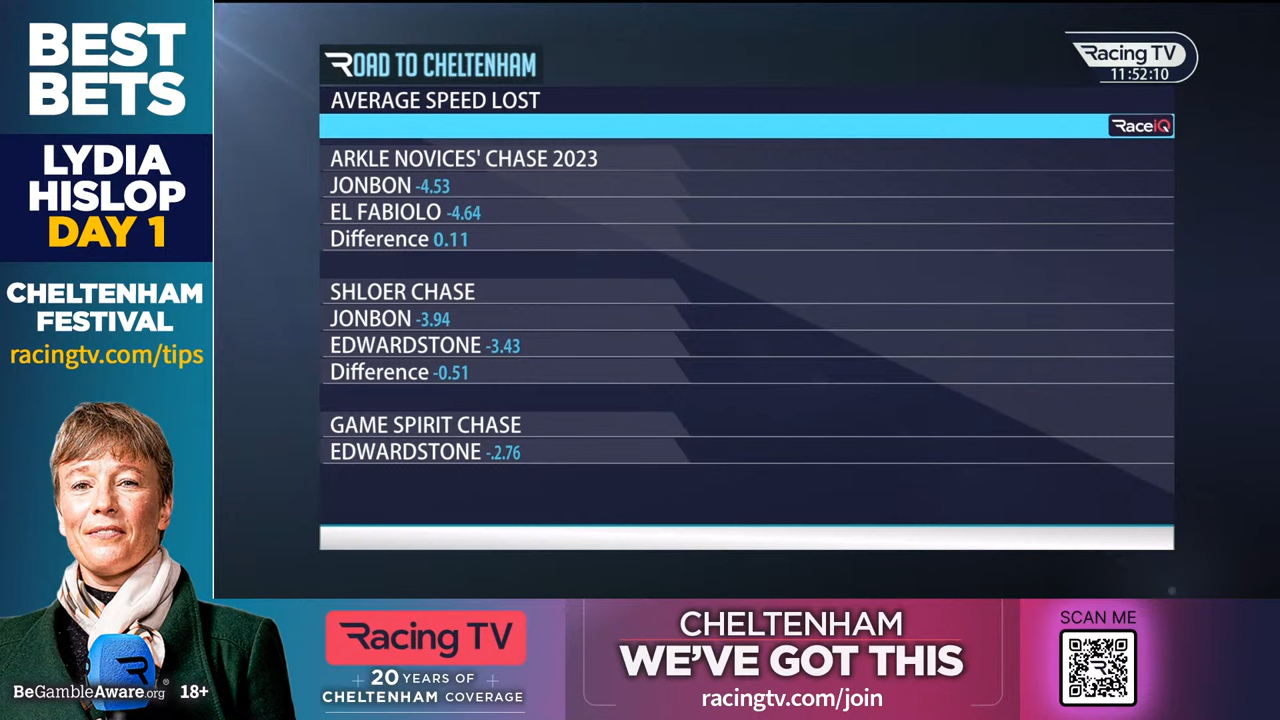 BEST
BETS
LYDIA
HISLOP
DAY 1
CHELTENHAM
FESTIVAL
racingtv.com/tips
BeGambleAware.org® 18+
ROAD TO CHELTENHAM
Racing TV
11:52:10
AVERAGE SPEED LOST
RaceiQ
ARKLE NOVICES' CHASE 2023
JONBON -4.53
EL FABIOLO -4.64
Difference 0.11
SHLOER CHASE
JONBON -3.94
EDWARDSTONE -3.43
Difference -0.51
GAME SPIRIT CHASE
EDWARDSTONE -.2.76
Racing TV
20 YEARS OF
CHELTENHAM COVERAGE
CHELTENHAM
WE'VE GOT THIS
racingtv.com/join
SCAN ME